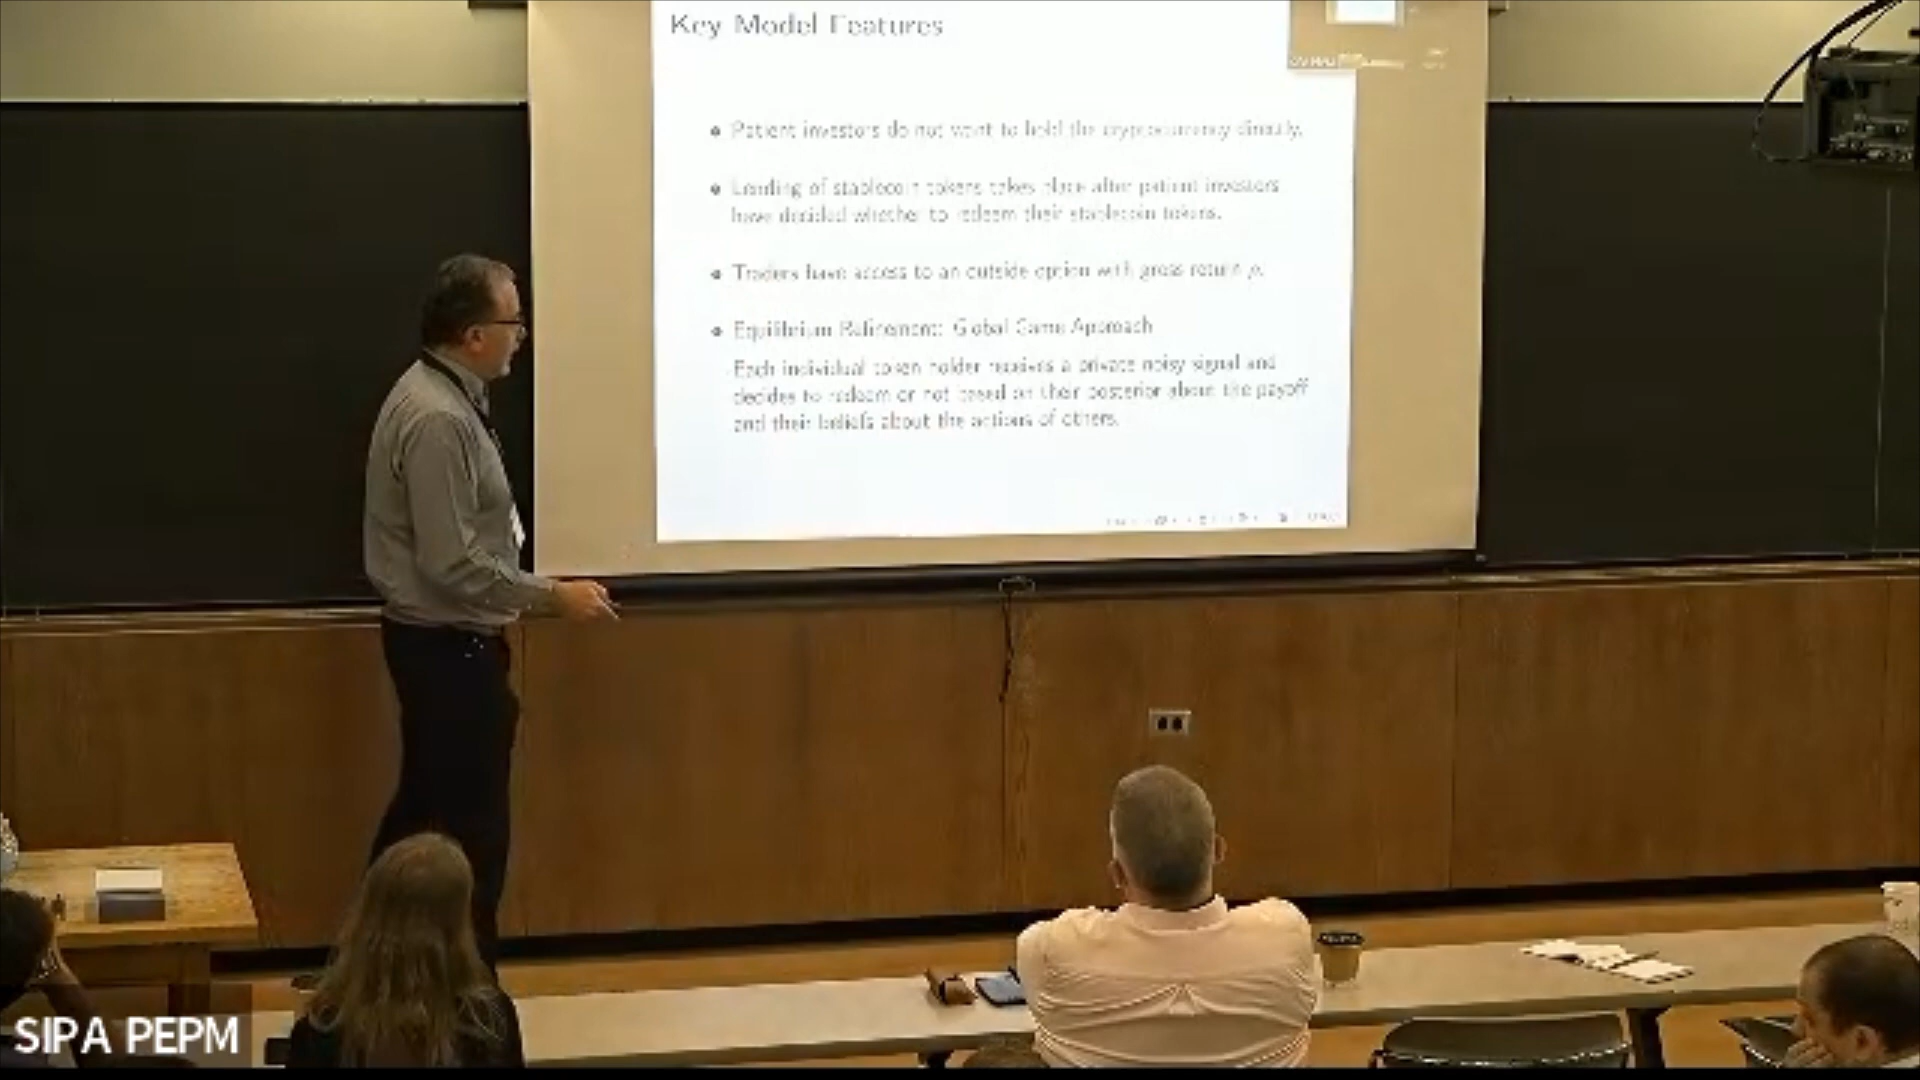 Key Model Features
Patient investors do not want to hold the cryptocurrency directly.
Lending of stablecoin tokens takes place after patient investors
have decided whether to redeem their stablecoin tokens.
Traders have access to an outside option with gross return ρ.
Equilibrium Refinement: Global Game Approach
Each individual token holder receives a private noisy signal and
decides to redeem or not based on their posterior about the payoff
and their beliefs about the actions of others.
SIPA PEPM